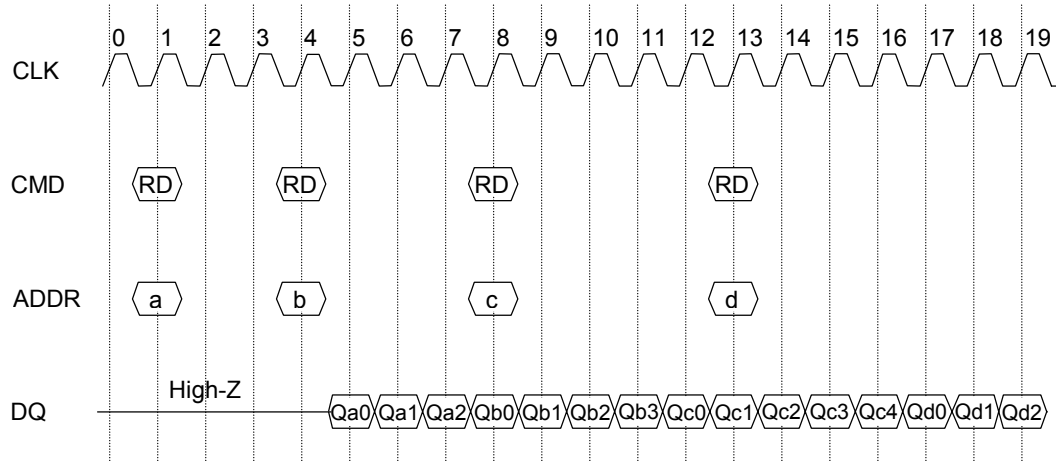 0 1 2 3 4 5 6 7 8 9 10 11 12 13 14 15 16 17 18 19
CLK
CMD RD RD RD RD
ADDR a b c d
High-Z
DQ Qa0 Qa1 Qa2 Qb0 Qb1 Qb2 Qb3 Qc0 Qc1 Qc2 Qc3 Qc4 Qd0 Qd1 Qd2